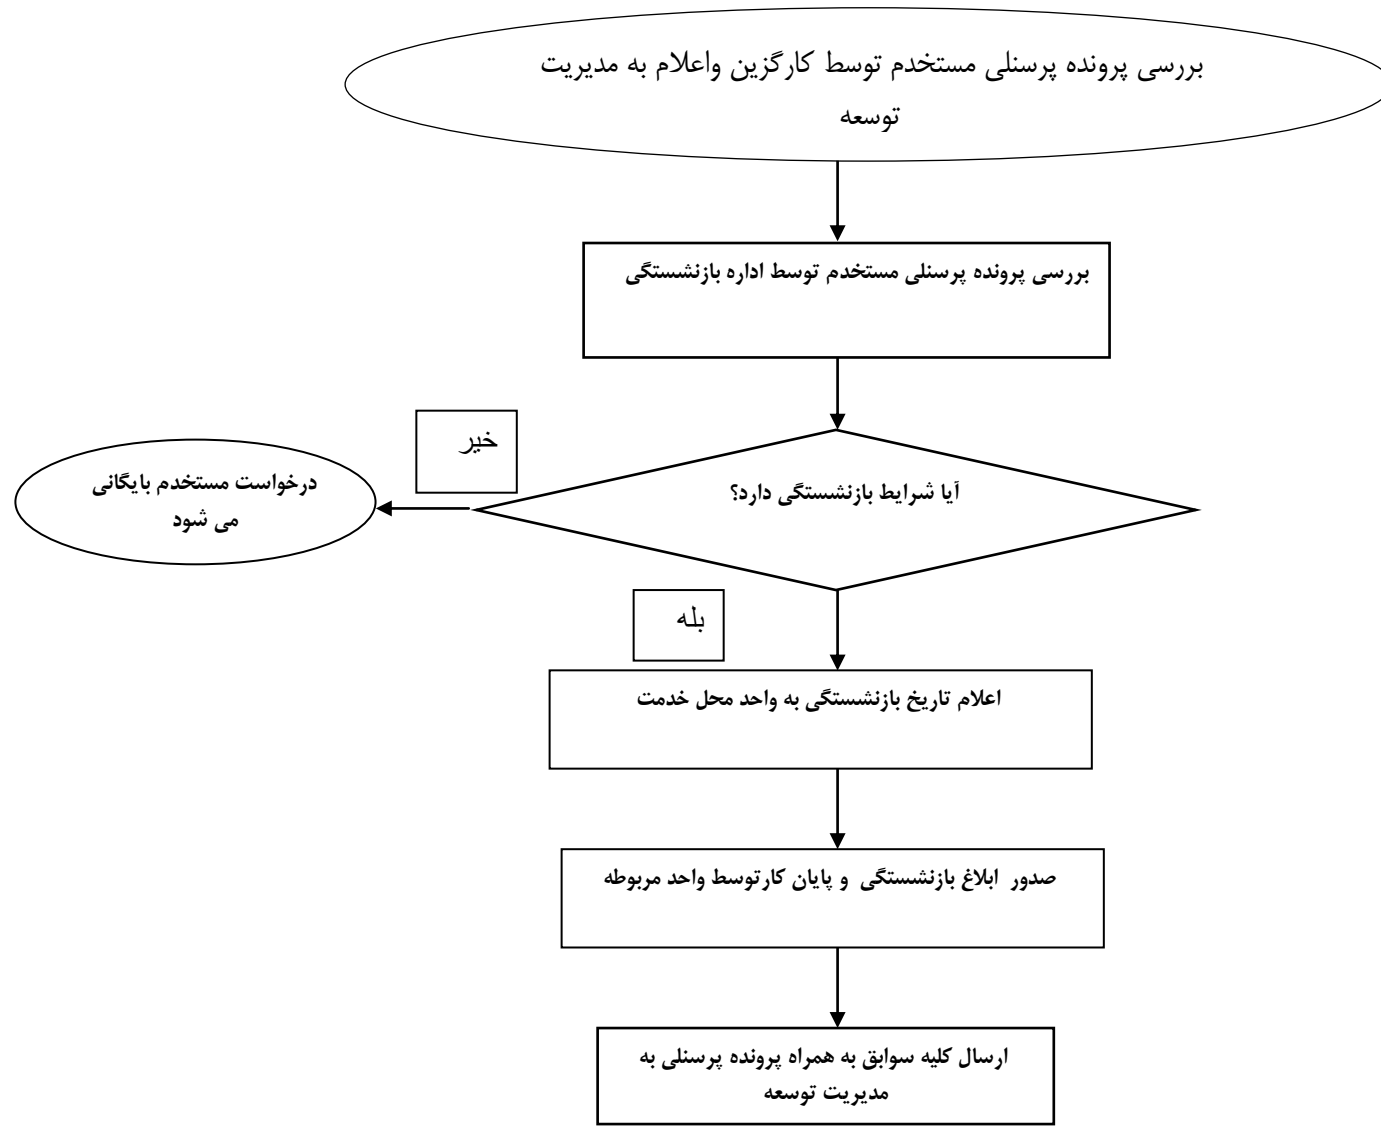 بررسی پرونده پرسنلی مستخدم توسط کارگزین واعلام به مدیریت
توسعه
بررسی پرونده پرسنلی مستخدم توسط اداره بازنشستگی
خیر
آیا شرایط بازنشستگی دارد؟
درخواست مستخدم بایگانی
می شود
بله
اعلام تاریخ بازنشستگی به واحد محل خدمت
صدور ابلاغ بازنشستگی و پایان کارتوسط واحد مربوطه
ارسال کلیه سوابق به همراه پرونده پرسنلی به
مدیریت توسعه